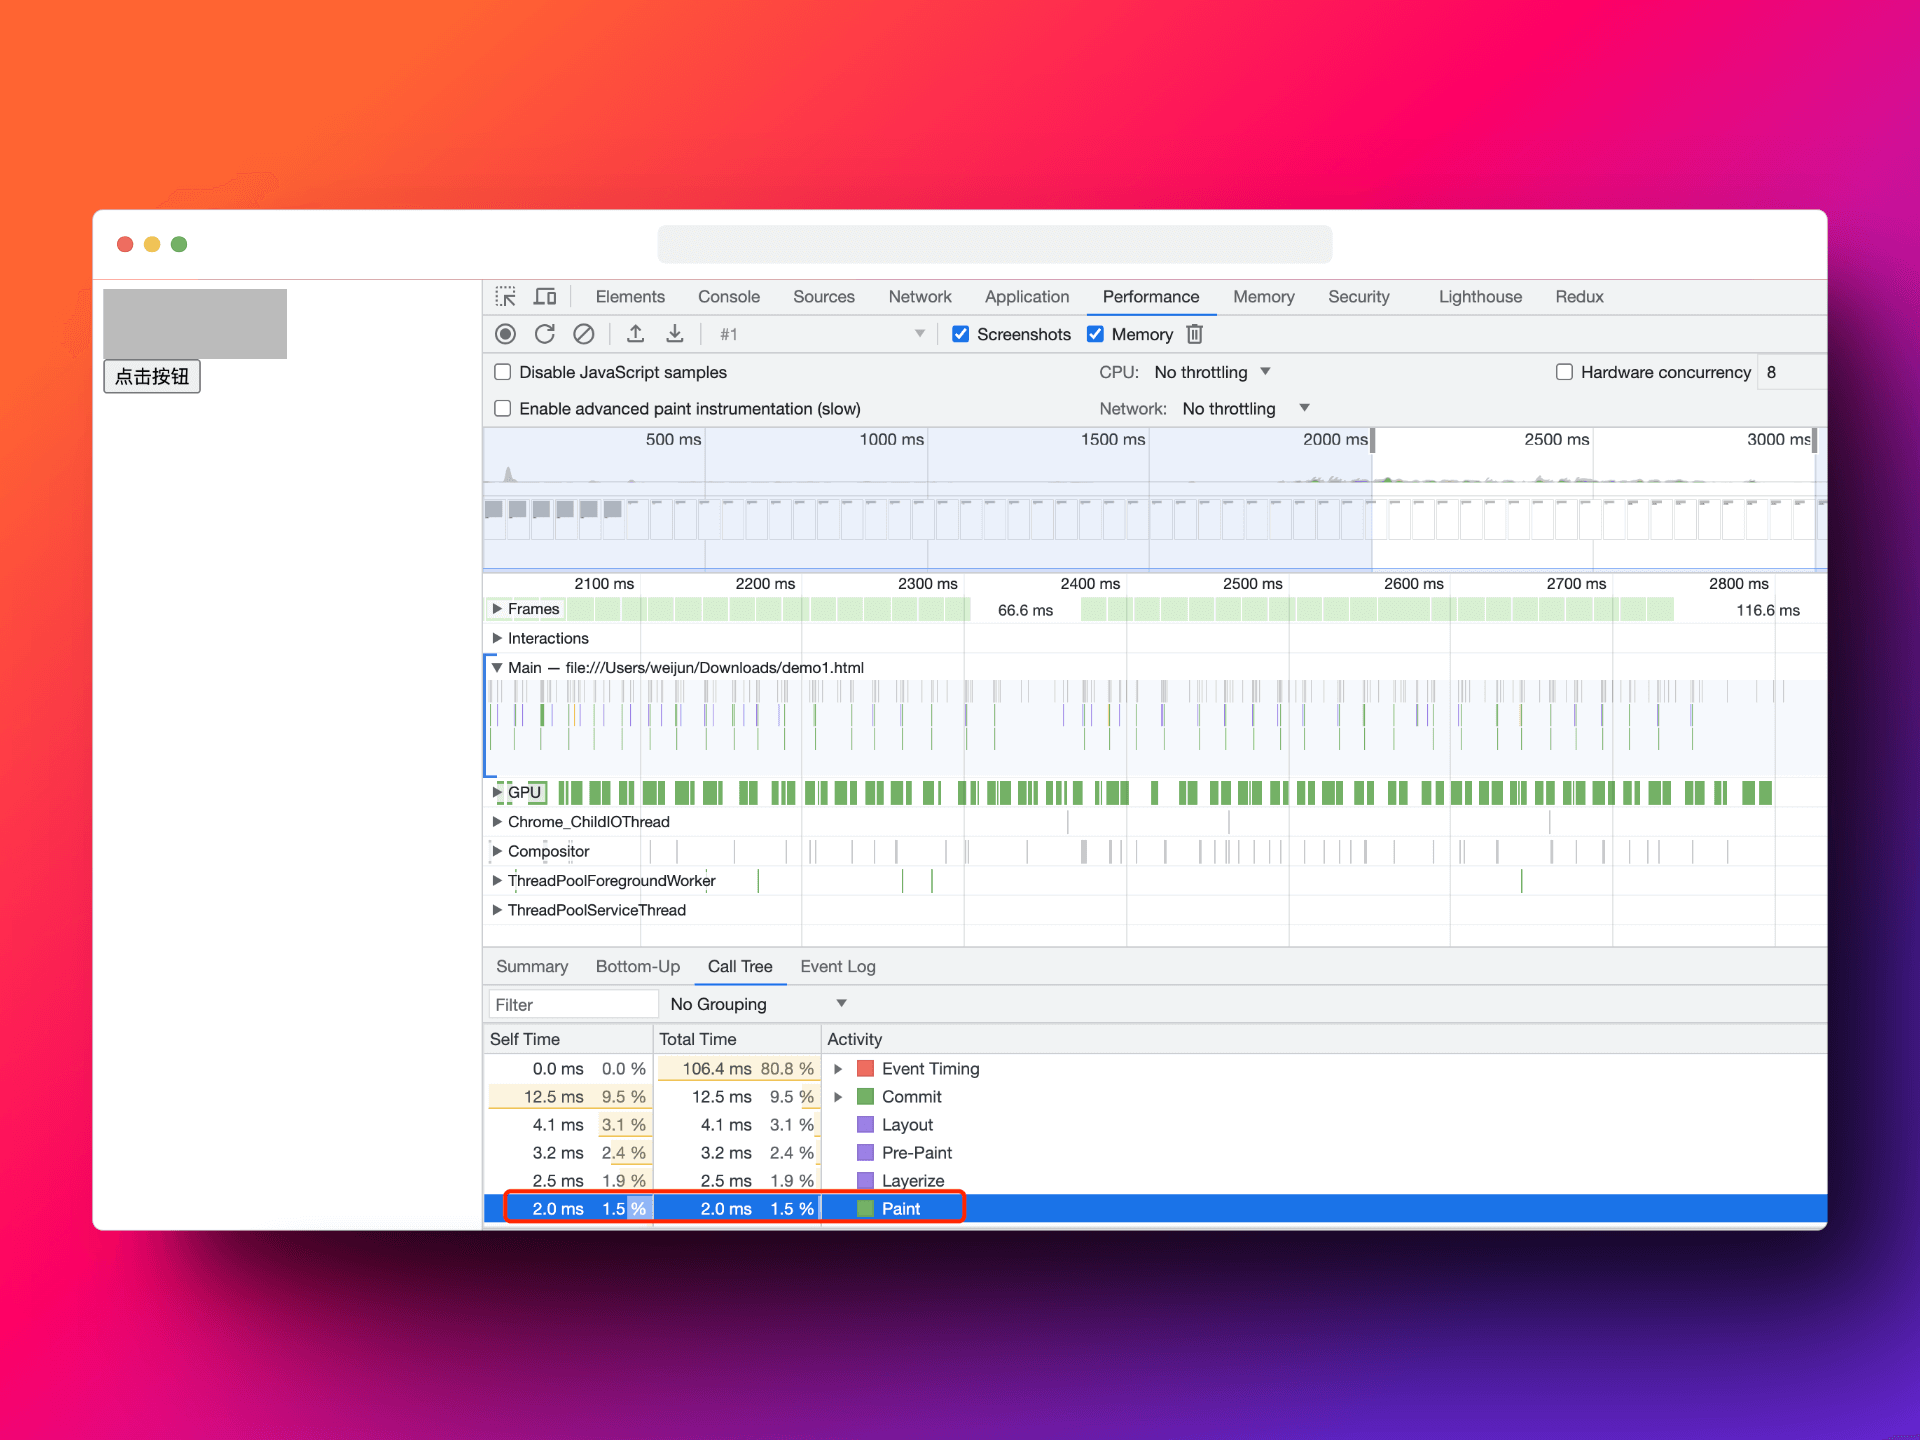 点击按钮
Elements Console Sources Network Application Performance Memory Security Lighthouse Redux
#1 Screenshots Memory
Disable JavaScript samples CPU: No throttling Hardware concurrency 8
Enable advanced paint instrumentation (slow) Network: No throttling
500 ms 1000 ms 1500 ms 2000 ms 2500 ms 3000 ms
2100 ms 2200 ms 2300 ms 2400 ms 2500 ms 2600 ms 2700 ms 2800 ms
Frames 66.6 ms 116.6 ms
Interactions
Main — file:///Users/weijun/Downloads/demo1.html
GPU
Chrome_ChildIOThread
Compositor
ThreadPoolForegroundWorker
ThreadPoolServiceThread
Summary Bottom-Up Call Tree Event Log
Filter No Grouping
Self Time Total Time Activity
0.0 ms 0.0 % 106.4 ms 80.8 % Event Timing
12.5 ms 9.5 % 12.5 ms 9.5 % Commit
4.1 ms 3.1 % 4.1 ms 3.1 % Layout
3.2 ms 2.4 % 3.2 ms 2.4 % Pre-Paint
2.5 ms 1.9 % 2.5 ms 1.9 % Layerize
2.0 ms 1.5 % 2.0 ms 1.5 % Paint